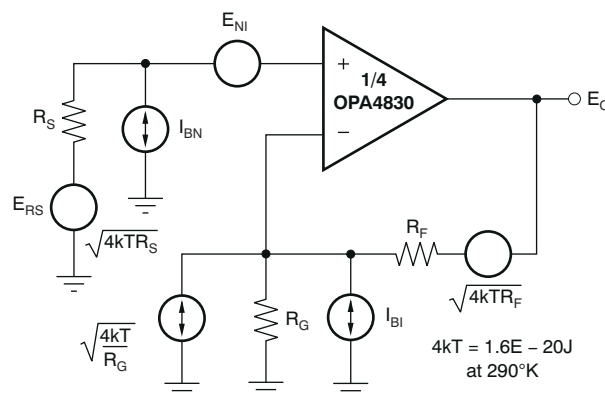 E_NI
+
1/4
OPA4830
−
E_O
R_S
I_BN
E_RS
√4kTR_S
R_F
√4kTR_F
√4kT/R_G
R_G
I_BI
4kT = 1.6E – 20J
at 290°K